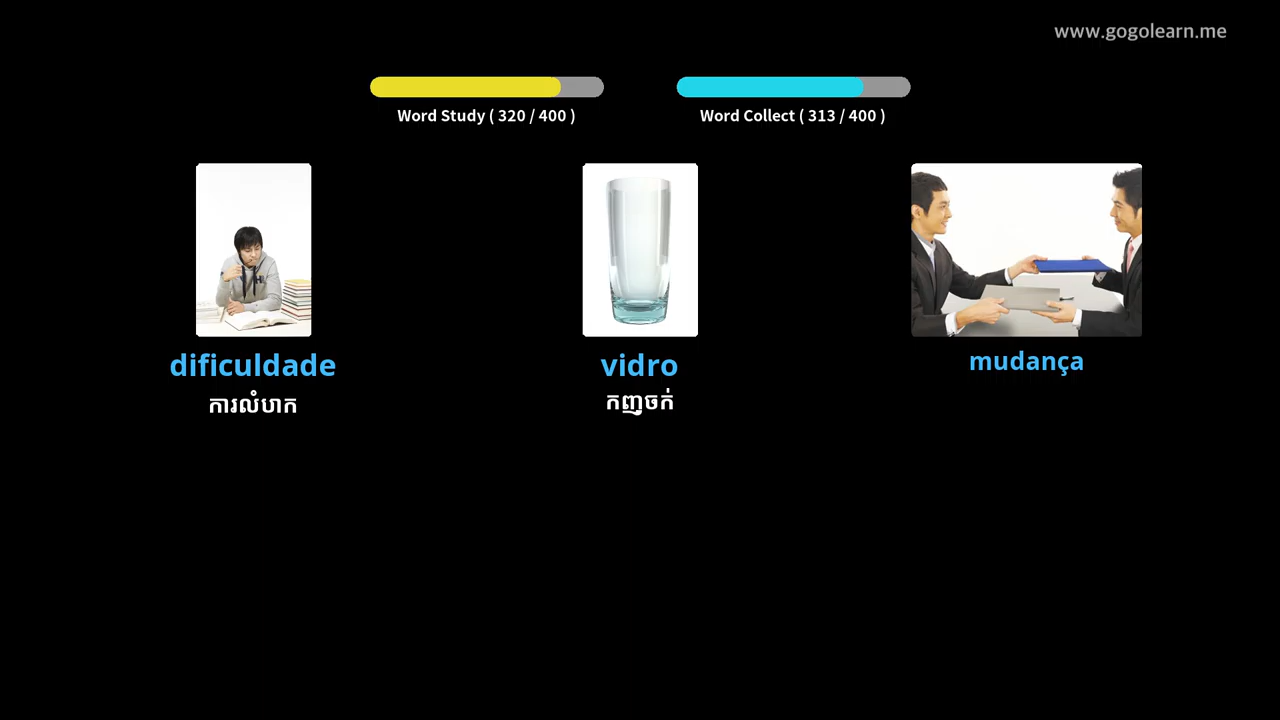 www.gogolearn.me
Word Study ( 320 / 400 )
Word Collect ( 313 / 400 )
dificuldade
ការលំបាក
vidro
កញ្ចក់
mudança